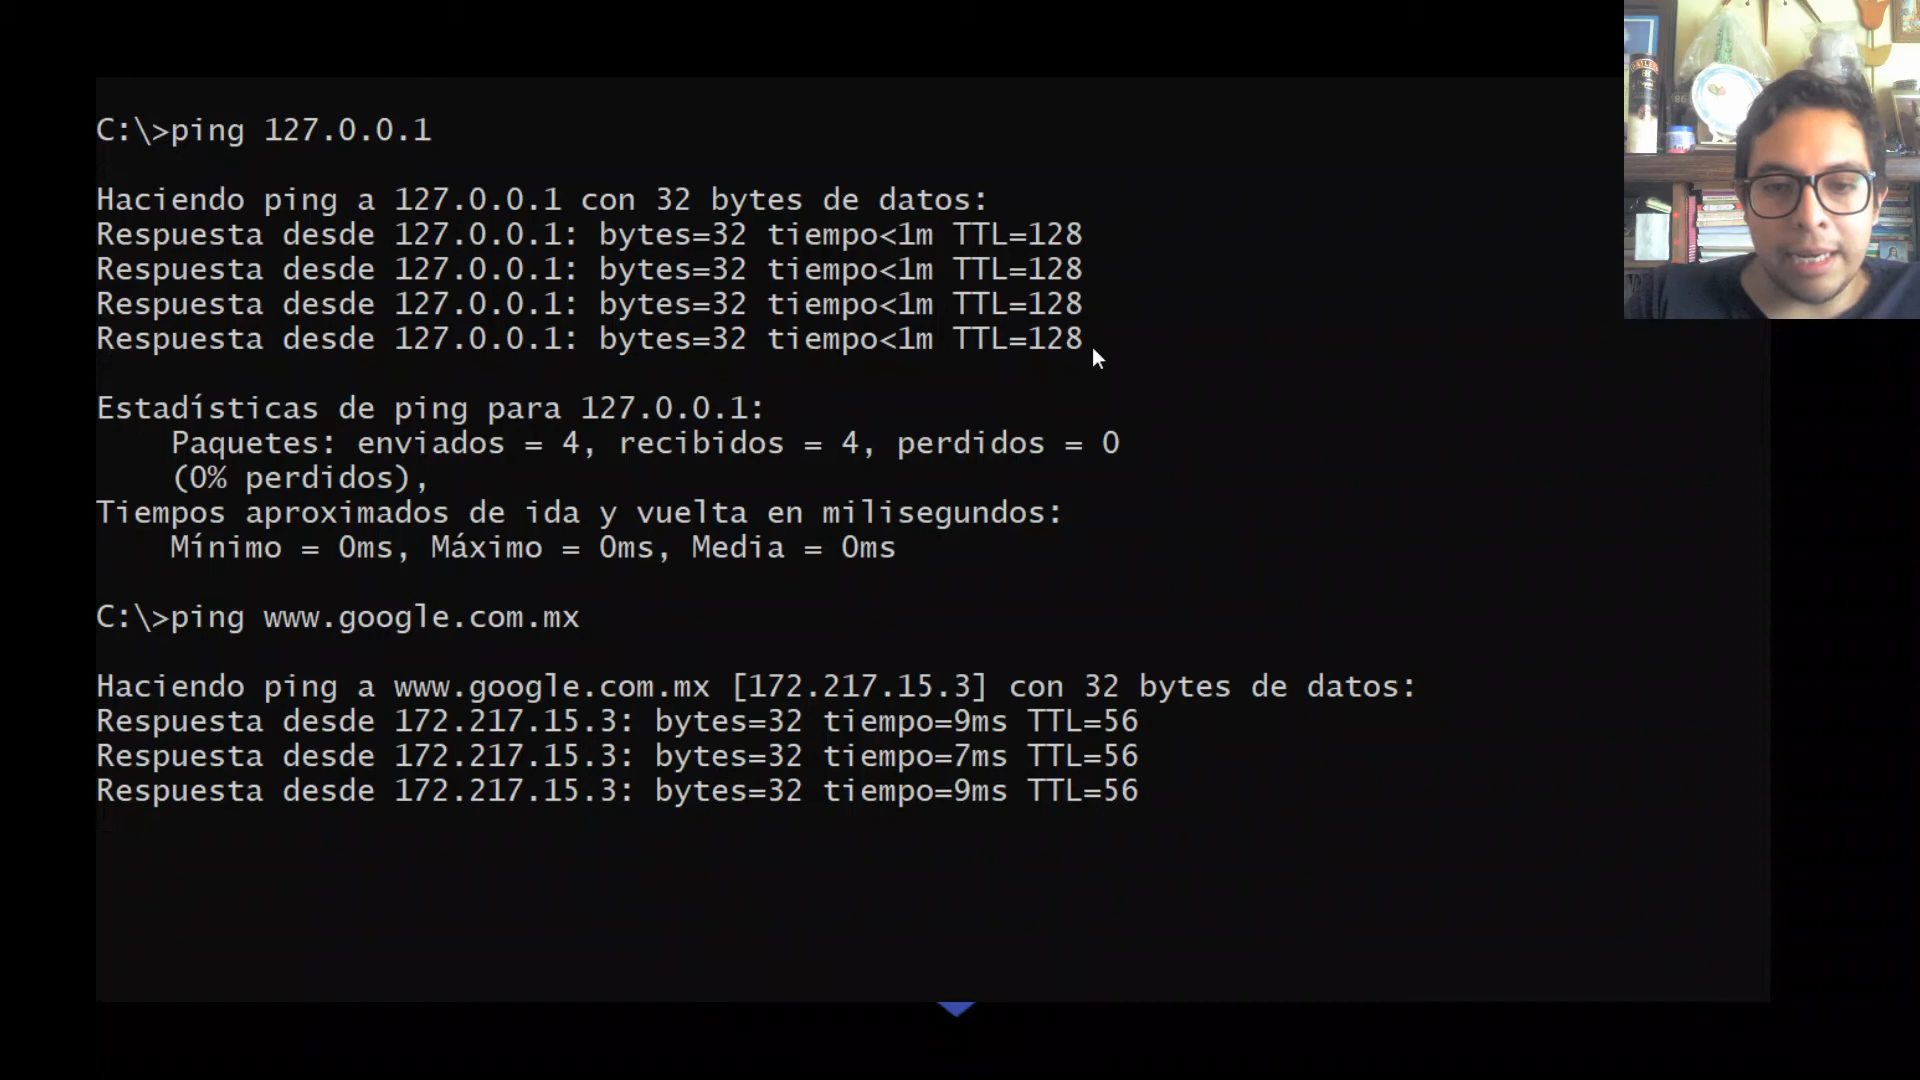 C:\>ping 127.0.0.1
Haciendo ping a 127.0.0.1 con 32 bytes de datos:
Respuesta desde 127.0.0.1: bytes=32 tiempo<1m TTL=128
Respuesta desde 127.0.0.1: bytes=32 tiempo<1m TTL=128
Respuesta desde 127.0.0.1: bytes=32 tiempo<1m TTL=128
Respuesta desde 127.0.0.1: bytes=32 tiempo<1m TTL=128
Estadísticas de ping para 127.0.0.1:
Paquetes: enviados = 4, recibidos = 4, perdidos = 0
(0% perdidos),
Tiempos aproximados de ida y vuelta en milisegundos:
Mínimo = 0ms, Máximo = 0ms, Media = 0ms
C:\>ping www.google.com.mx
Haciendo ping a www.google.com.mx [172.217.15.3] con 32 bytes de datos:
Respuesta desde 172.217.15.3: bytes=32 tiempo=9ms TTL=56
Respuesta desde 172.217.15.3: bytes=32 tiempo=7ms TTL=56
Respuesta desde 172.217.15.3: bytes=32 tiempo=9ms TTL=56